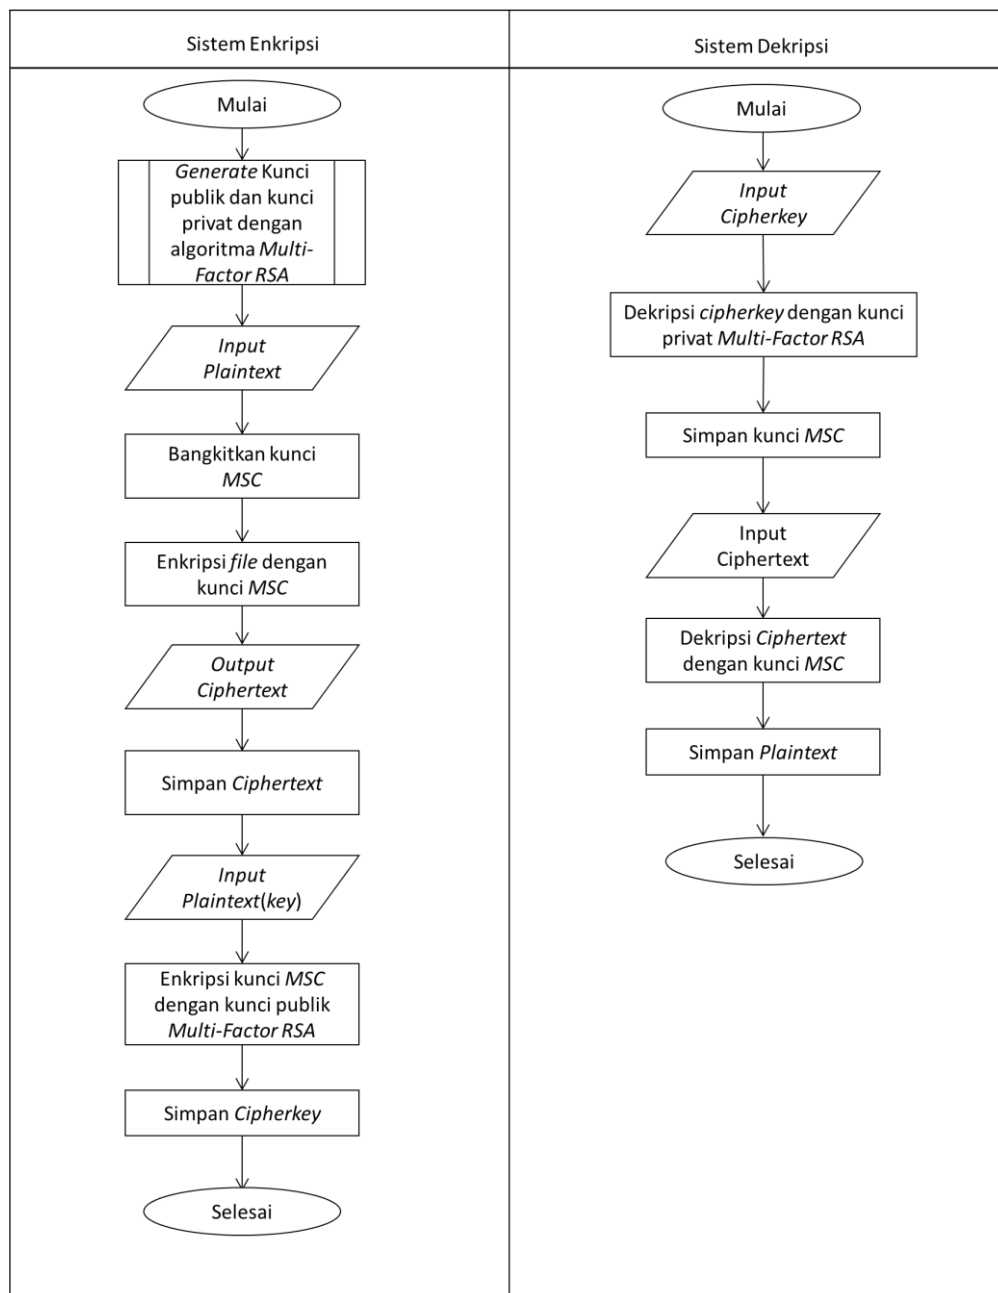 Sistem Enkripsi
Mulai
Generate Kunci
publik dan kunci
privat dengan
algoritma Multi-
Factor RSA
Input
Plaintext
Bangkitkan kunci
MSC
Enkripsi file dengan
kunci MSC
Output
Ciphertext
Simpan Ciphertext
Input
Plaintext(key)
Enkripsi kunci MSC
dengan kunci publik
Multi-Factor RSA
Simpan Cipherkey
Selesai
Sistem Dekripsi
Mulai
Input
Cipherkey
Dekripsi cipherkey dengan kunci
privat Multi-Factor RSA
Simpan kunci MSC
Input
Ciphertext
Dekripsi Ciphertext
dengan kunci MSC
Simpan Plaintext
Selesai